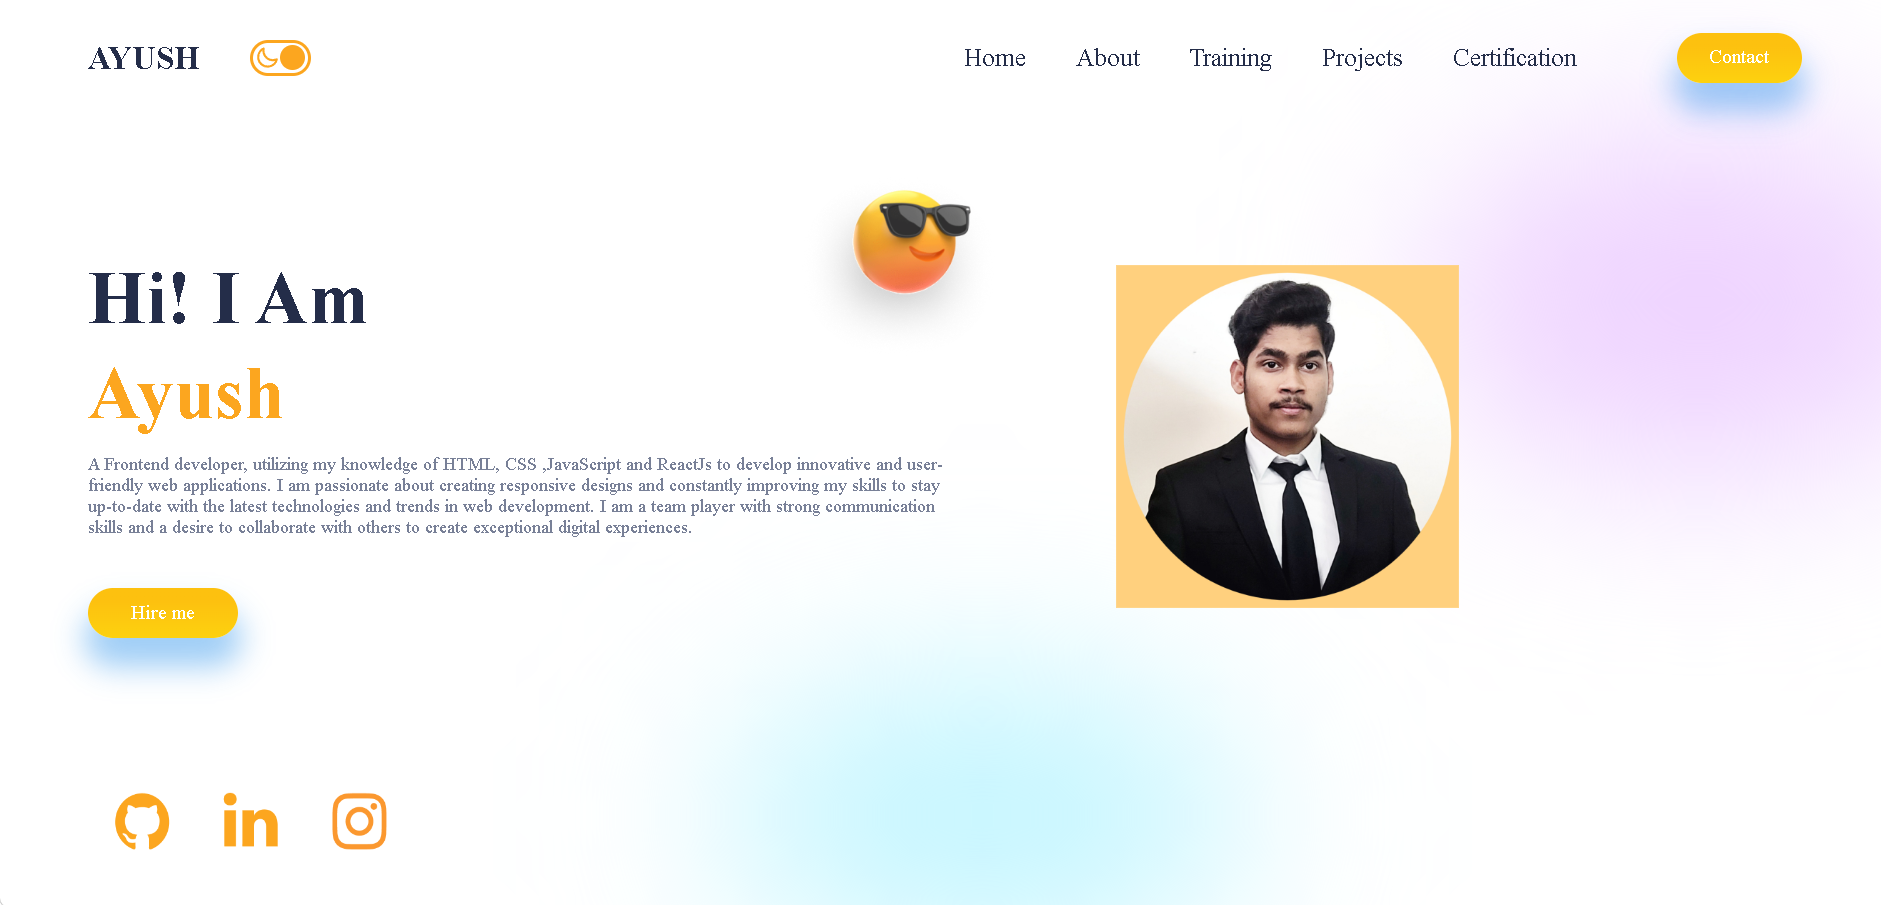 AYUSH
Home
About
Training
Projects
Certification
Contact
Hi! I Am
Ayush
A Frontend developer, utilizing my knowledge of HTML, CSS ,JavaScript and ReactJs to develop innovative and user-
friendly web applications. I am passionate about creating responsive designs and constantly improving my skills to stay
up-to-date with the latest technologies and trends in web development. I am a team player with strong communication
skills and a desire to collaborate with others to create exceptional digital experiences.
Hire me
in